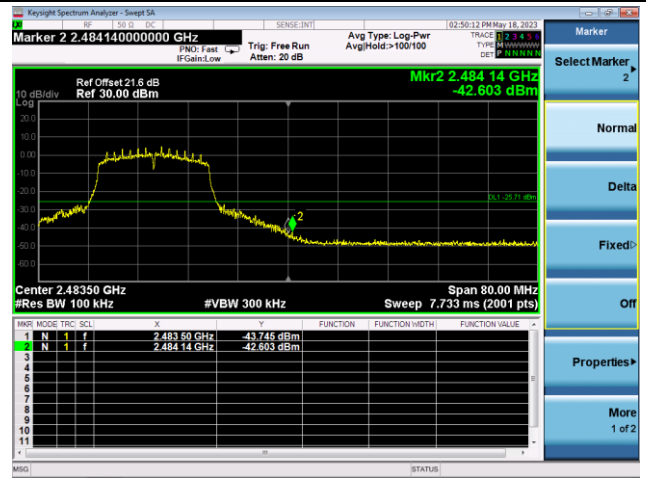 Keysight Spectrum Analyzer - Swept SA
RF 50 Ω DC SENSE:INT 02:50:12 PM May 18, 2023
Marker 2 2.484140000000 GHz
PNO: Fast
IFGain:Low
Trig: Free Run
Atten: 20 dB
Avg Type: Log-Pwr
Avg|Hold:>100/100
TRACE 1 2 3 4 5 6
TYPE M WWWWW
DET P NNNNN
Marker
Select Marker
2
Normal
Delta
Fixed
Off
Properties
More
1 of 2
Ref Offset 21.6 dB
10 dB/div Ref 30.00 dBm
Log
Mkr2 2.484 14 GHz
-42.603 dBm
20.0
10.0
0.00
-10.0
-20.0
-30.0
-40.0
-50.0
-60.0
DL1 -25.71 dBm
2
Center 2.48350 GHz
Span 80.00 MHz
#Res BW 100 kHz
#VBW 300 kHz
Sweep 7.733 ms (2001 pts)
MKR MODE TRC SCL X Y FUNCTION FUNCTION WIDTH FUNCTION VALUE
1 N 1 f 2.483 50 GHz -43.745 dBm
2 N 1 f 2.484 14 GHz -42.603 dBm
3
4
5
6
7
8
9
10
11
MSG
STATUS